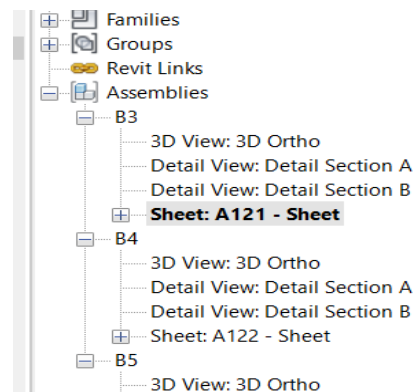 Families
Groups
Revit Links
Assemblies
B3
3D View: 3D Ortho
Detail View: Detail Section A
Detail View: Detail Section B
Sheet: A121 - Sheet
B4
3D View: 3D Ortho
Detail View: Detail Section A
Detail View: Detail Section B
Sheet: A122 - Sheet
B5
3D View: 3D Ortho